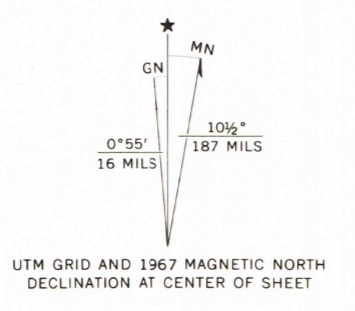 ★
MN
GN
0°55'
16 MILS
10½°
187 MILS
UTM GRID AND 1967 MAGNETIC NORTH
DECLINATION AT CENTER OF SHEET